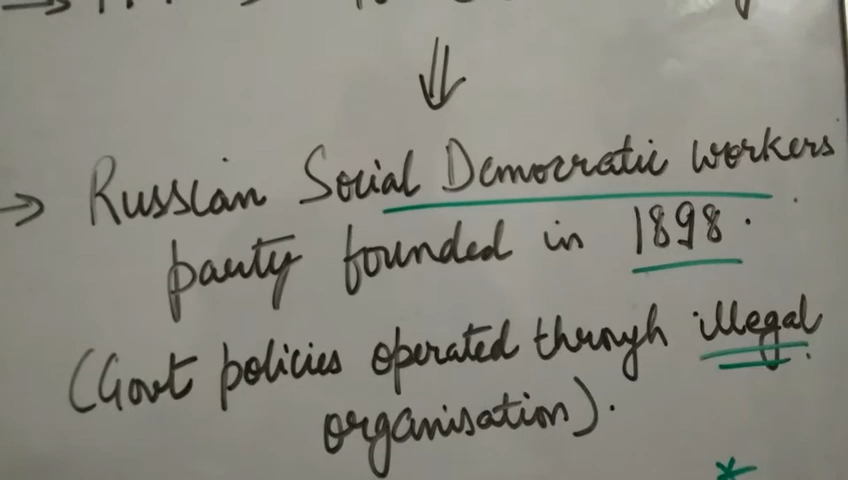 ⇓
→ Russian Social Democratic workers
party founded in 1898.
(Govt policies operated through illegal
organisation).
*